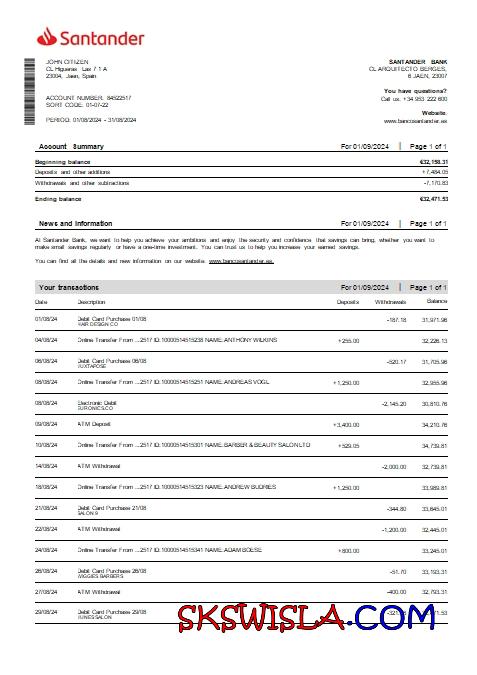 Santander
JOHN CITIZEN
CL Higueras Las 7 1 A
23004, Jaen, Spain
SANTANDER BANK
CL ARQUITECTO BERGES,
6 JAEN, 23007
ACCOUNT NUMBER: 84522517
SORT CODE: 01-07-22
PERIOD: 01/08/2024 - 31/08/2024
You have questions?
Call us. +34 953 222 600
Website.
www.bancosantander.es
Account Summary For 01/09/2024 | Page 1 of 1
Beginning balance €32,158.31
Deposits and other additions +7,484.05
Withdrawals and other subtractions -7,170.83
Ending balance €32,471.53
News and Information For 01/09/2024 | Page 1 of 1
At Santander Bank, we want to help you achieve your ambitions and enjoy the security and confidence that savings can bring, whether you want to
make small savings regularly or have a one-time investment. You can trust us to help you increase your earned savings.
You can find all the details and new information on our website. www.bancosantander.es.
Your transactions For 01/09/2024 | Page 1 of 1
Date Description Deposits Withdrawals Balance
01/08/24 Debit Card Purchase 01/08 -187.18 31,971.96
HAIR DESIGN CO
04/08/24 Online Transfer From ...2517 ID:10000514515238 NAME:ANTHONY WILKINS +255.00 32,226.13
06/08/24 Debit Card Purchase 06/08 -520.17 31,705.96
JUXTAPOSE
08/08/24 Online Transfer From ...2517 ID:10000514515251 NAME:ANDREAS VOGL +1,250.00 32,955.96
08/08/24 Electronic Debit -2,145.20 30,810.76
EURONICS.CO
09/08/24 ATM Deposit +3,400.00 34,210.76
10/08/24 Online Transfer From ...2517 ID:10000514515301 NAME: BARBER & BEAUTY SALON LTD +529.05 34,739.81
14/08/24 ATM Withdrawal -2,000.00 32,739.81
18/08/24 Online Transfer From ...2517 ID:10000514515323 NAME: ANDREW BUDRIES +1,250.00 33,989.81
21/08/24 Debit Card Purchase 21/08 -344.80 33,645.01
SALON 9
22/08/24 ATM Withdrawal -1,200.00 32,445.01
24/08/24 Online Transfer From ...2517 ID:10000514515341 NAME: ADAM BOESE +800.00 33,245.01
26/08/24 Debit Card Purchase 26/08 -51.70 33,193.31
WIGGIES BARBERS
27/08/24 ATM Withdrawal -400.00 32,793.31
29/08/24 Debit Card Purchase 29/08
JUNES SALON
SKSWISLA.COM